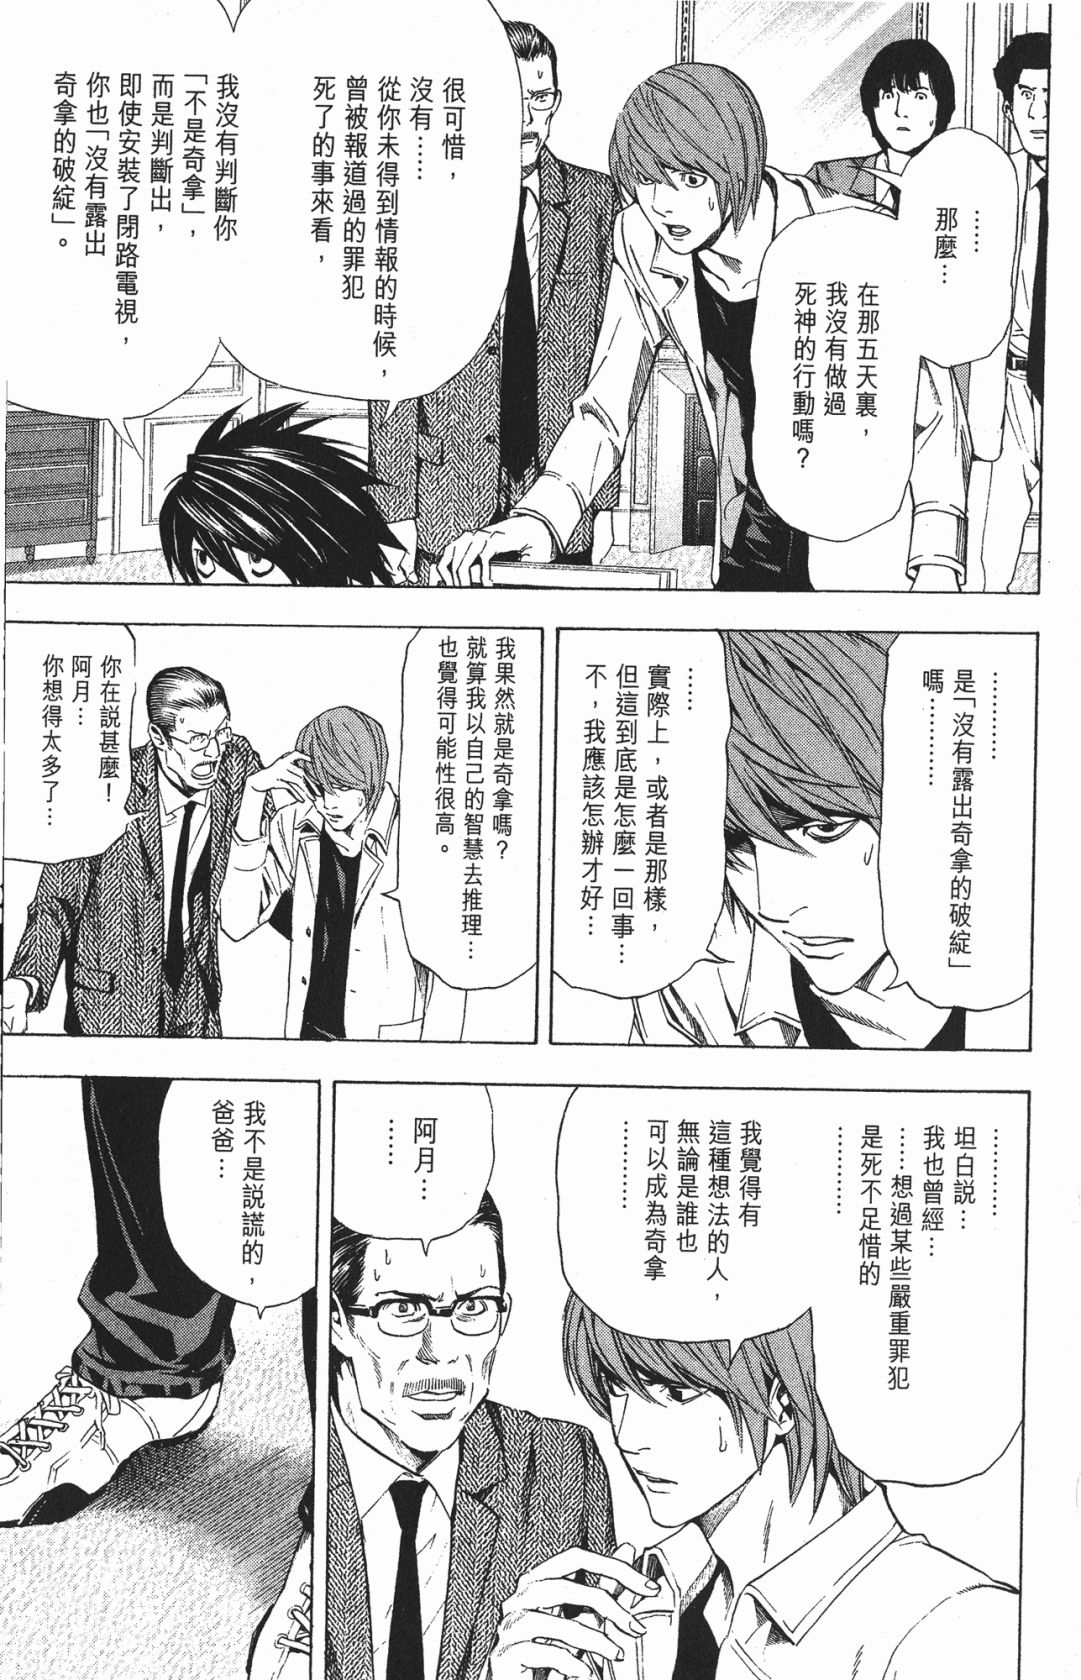 ……
那麼…
在那五天裏，
我沒有做過
死神的行動嗎？
很可惜，
沒有……
從你未得到情報的時候，
曾被報道過的罪犯
死了的事來看，
我沒有判斷你
「不是奇拿」，
而是判斷出，
即使安裝了閉路電視，
你也「沒有露出
奇拿的破綻」。
…………
是「沒有露出奇拿的破綻」
嗎…………
……
實際上，或者是那樣，
但這到底是怎麼一回事…
不，我應該怎辦才好…
我果然就是奇拿嗎？
就算我以自己的智慧去推理…
也覺得可能性很高。
你在説甚麼！
阿月…
你想得太多了…
…………
坦白説…
我也曾經…
……想過某些嚴重罪犯
是死不足惜的
…………
我覺得有
這種想法的人，
無論是誰也
可以成為奇拿
…………
阿月…
……
我不是説謊的，
爸爸…